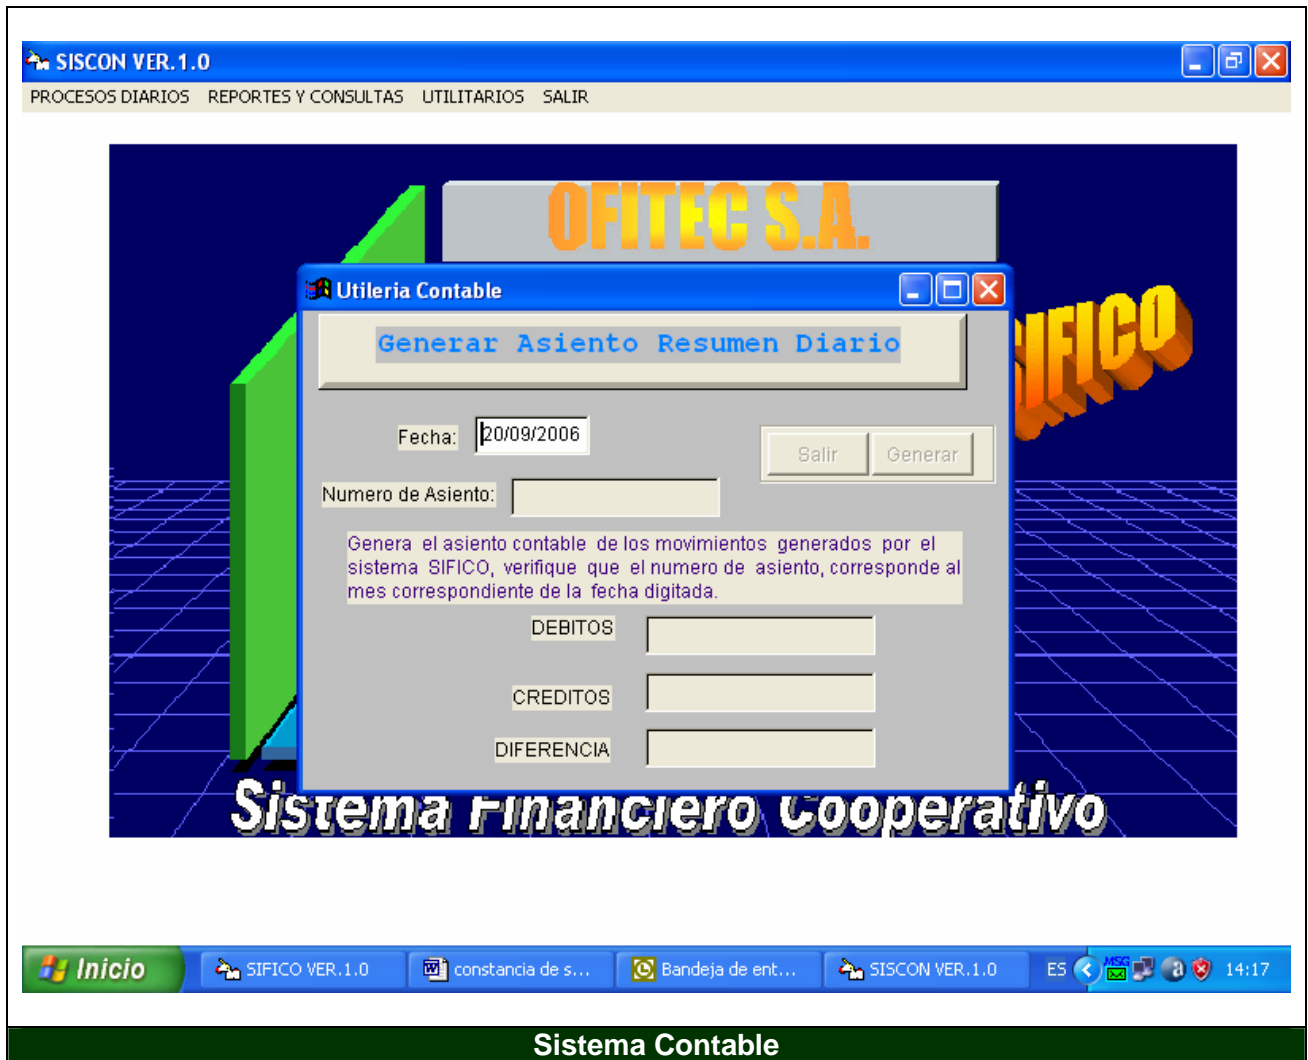 SISCON VER.1.0
PROCESOS DIARIOS REPORTES Y CONSULTAS UTILITARIOS SALIR
OFITEC S.A.
SIFICO
Utileria Contable
Generar Asiento Resumen Diario
Fecha: 20/09/2006
Salir Generar
Numero de Asiento:
Genera el asiento contable de los movimientos generados por el
sistema SIFICO, verifique que el numero de asiento, corresponde al
mes correspondiente de la fecha digitada.
DEBITOS
CREDITOS
DIFERENCIA
Sistema Financiero Cooperativo
Inicio SIFICO VER.1.0 constancia de s... Bandeja de ent... SISCON VER.1.0 ES MSG 14:17
Sistema Contable